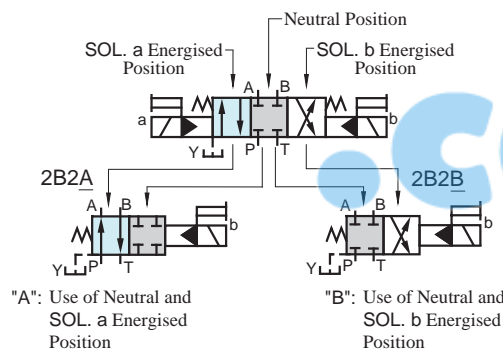 Neutral Position
SOL. a Energised
Position
SOL. b Energised
Position
A B
a
b
Y
P T
2B2A
2B2B
A B
b
Y
P
T
A B
b
Y
P
T
"A": Use of Neutral and
SOL. a Energised
Position
"B": Use of Neutral and
SOL. b Energised
Position